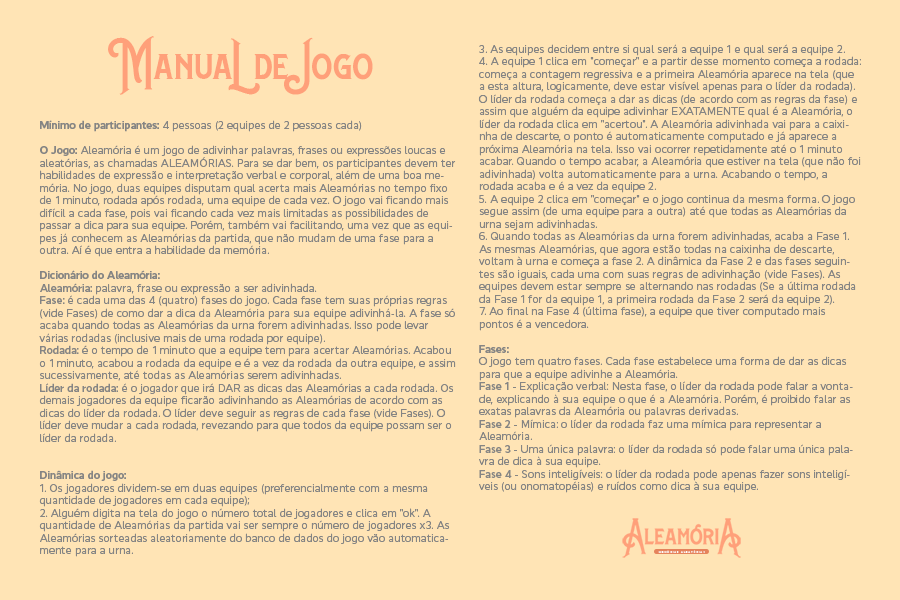 MANUAL DE JOGO
Mínimo de participantes: 4 pessoas (2 equipes de 2 pessoas cada)
O Jogo: Aleamória é um jogo de adivinhar palavras, frases ou expressões loucas e
aleatórias, as chamadas ALEAMÓRIAS. Para se dar bem, os participantes devem ter
habilidades de expressão e interpretação verbal e corporal, além de uma boa me-
mória. No jogo, duas equipes disputam qual acerta mais Aleamórias no tempo fixo
de 1 minuto, rodada após rodada, uma equipe de cada vez. O jogo vai ficando mais
difícil a cada fase, pois vai ficando cada vez mais limitadas as possibilidades de
passar a dica para sua equipe. Porém, também vai facilitando, uma vez que as equi-
pes já conhecem as Aleamórias da partida, que não mudam de uma fase para a
outra. Aí é que entra a habilidade da memória.
Dicionário do Aleamória:
Aleamória: palavra, frase ou expressão a ser adivinhada.
Fase: é cada uma das 4 (quatro) fases do jogo. Cada fase tem suas próprias regras
(vide Fases) de como dar a dica da Aleamória para sua equipe adivinhá-la. A fase só
acaba quando todas as Aleamórias da urna forem adivinhadas. Isso pode levar
várias rodadas (inclusive mais de uma rodada por equipe).
Rodada: é o tempo de 1 minuto que a equipe tem para acertar Aleamórias. Acabou
o 1 minuto, acabou a rodada da equipe e é a vez da rodada da outra equipe, e assim
sucessivamente, até todas as Aleamórias serem adivinhadas.
Líder da rodada: é o jogador que irá DAR as dicas das Aleamórias a cada rodada. Os
demais jogadores da equipe ficarão adivinhando as Aleamórias de acordo com as
dicas do líder da rodada. O líder deve seguir as regras de cada fase (vide Fases). O
líder deve mudar a cada rodada, revezando para que todos da equipe possam ser o
líder da rodada.
Dinâmica do jogo:
1. Os jogadores dividem-se em duas equipes (preferencialmente com a mesma
quantidade de jogadores em cada equipe);
2. Alguém digita na tela do jogo o número total de jogadores e clica em "ok". A
quantidade de Aleamórias da partida vai ser sempre o número de jogadores x3. As
Aleamórias sorteadas aleatoriamente do banco de dados do jogo vão automatica-
mente para a urna.
3. As equipes decidem entre si qual será a equipe 1 e qual será a equipe 2.
4. A equipe 1 clica em "começar" e a partir desse momento começa a rodada:
começa a contagem regressiva e a primeira Aleamória aparece na tela (que
a esta altura, logicamente, deve estar visível apenas para o líder da rodada).
O líder da rodada começa a dar as dicas (de acordo com as regras da fase) e
assim que alguém da equipe adivinhar EXATAMENTE qual é a Aleamória, o
líder da rodada clica em "acertou". A Aleamória adivinhada vai para a caixi-
nha de descarte, o ponto é automaticamente computado e já aparece a
próxima Aleamória na tela. Isso vai ocorrer repetidamente até o 1 minuto
acabar. Quando o tempo acabar, a Aleamória que estiver na tela (que não foi
adivinhada) volta automaticamente para a urna. Acabando o tempo, a
rodada acaba e é a vez da equipe 2.
5. A equipe 2 clica em "começar" e o jogo continua da mesma forma. O jogo
segue assim (de uma equipe para a outra) até que todas as Aleamórias da
urna sejam adivinhadas.
6. Quando todas as Aleamórias da urna forem adivinhadas, acaba a Fase 1.
As mesmas Aleamórias, que agora estão todas na caixinha de descarte,
voltam à urna e começa a fase 2. A dinâmica da Fase 2 e das fases seguin-
tes são iguais, cada uma com suas regras de adivinhação (vide Fases). As
equipes devem estar sempre se alternando nas rodadas (Se a última rodada
da Fase 1 for da equipe 1, a primeira rodada da Fase 2 será da equipe 2).
7. Ao final na Fase 4 (última fase), a equipe que tiver computado mais
pontos é a vencedora.
Fases:
O jogo tem quatro fases. Cada fase estabelece uma forma de dar as dicas
para que a equipe adivinhe a Aleamória.
Fase 1 - Explicação verbal: Nesta fase, o líder da rodada pode falar a vonta-
de, explicando à sua equipe o que é a Aleamória. Porém, é proibido falar as
exatas palavras da Aleamória ou palavras derivadas.
Fase 2 - Mímica: o líder da rodada faz uma mímica para representar a
Aleamória.
Fase 3 - Uma única palavra: o líder da rodada só pode falar uma única pala-
vra de dica à sua equipe.
Fase 4 - Sons inteligíveis: o líder da rodada pode apenas fazer sons inteligí-
veis (ou onomatopéias) e ruídos como dica à sua equipe.
ALEAMÓRIA